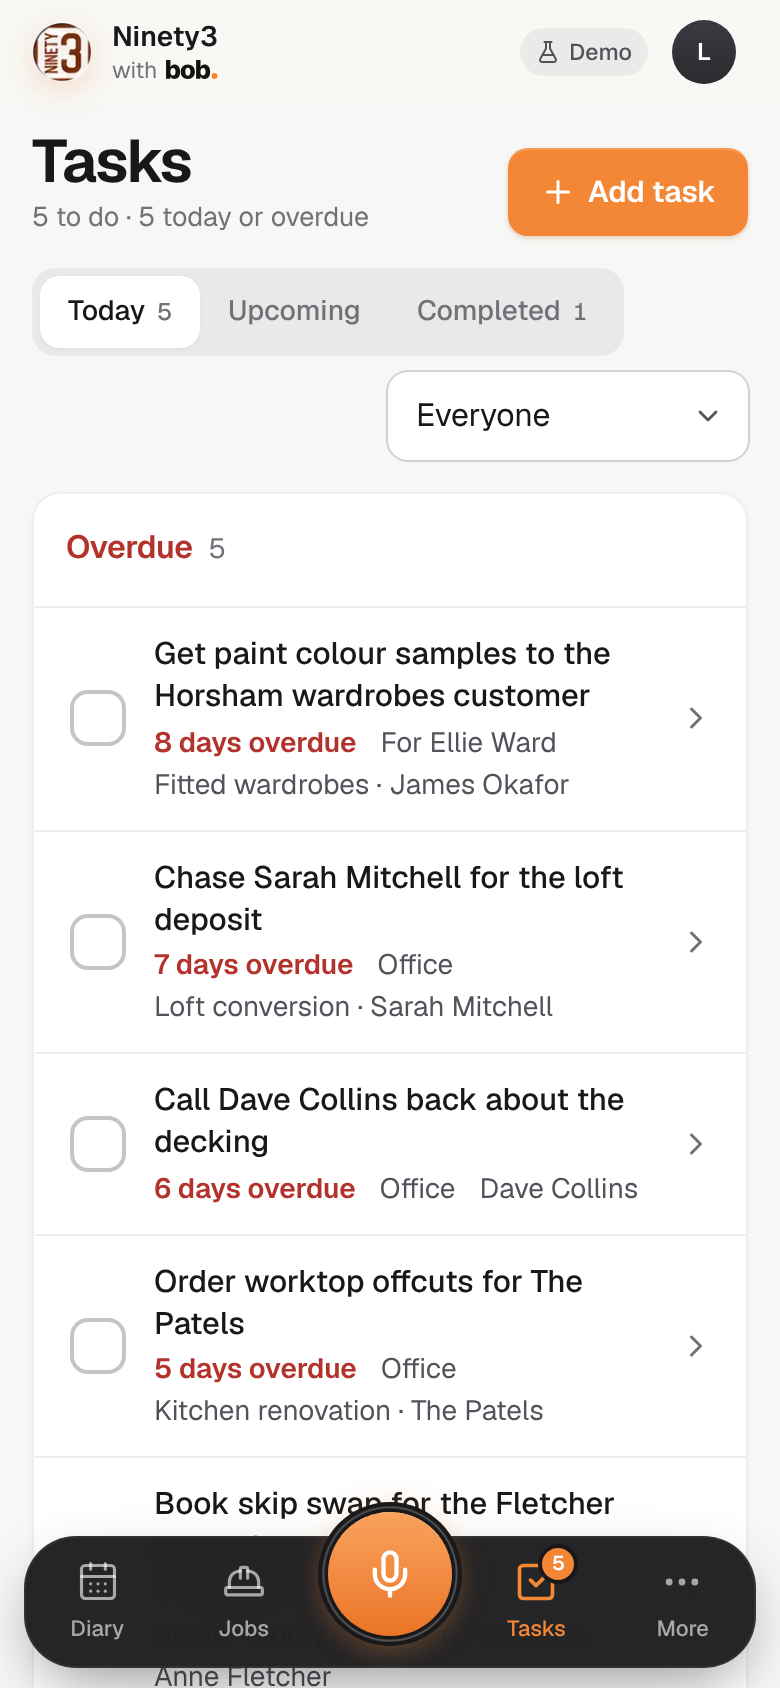 NINETY
3
Ninety3
with bob.
Demo
L
Tasks
5 to do · 5 today or overdue
Add task
Today 5
Upcoming
Completed 1
Everyone
Overdue 5
Get paint colour samples to the
Horsham wardrobes customer
8 days overdue For Ellie Ward
Fitted wardrobes · James Okafor
Chase Sarah Mitchell for the loft
deposit
7 days overdue Office
Loft conversion · Sarah Mitchell
Call Dave Collins back about the
decking
6 days overdue Office Dave Collins
Order worktop offcuts for The
Patels
5 days overdue Office
Kitchen renovation · The Patels
Book skip swap for the Fletcher
Anne Fletcher
Diary
Jobs
5
Tasks
More